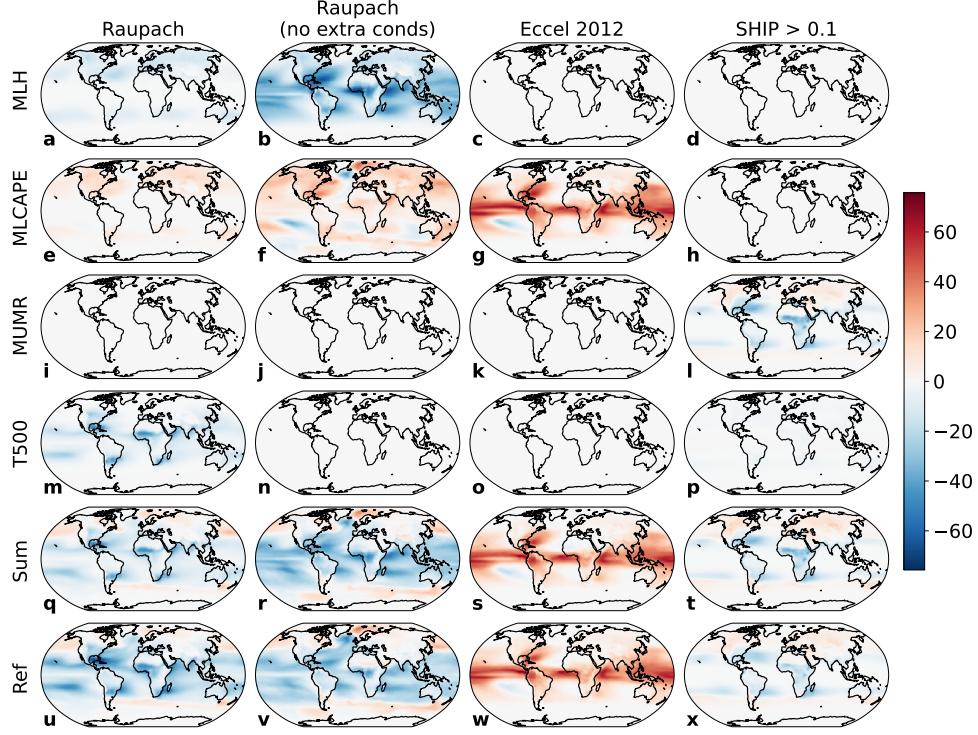 Raupach
Raupach
(no extra conds)
Eccel 2012
SHIP > 0.1
MLH
a
b
c
d
MLCAPE
e
f
g
h
MUMR
i
j
k
l
T500
m
n
o
p
Sum
q
r
s
t
Ref
u
v
w
x
60
40
20
0
−20
−40
−60